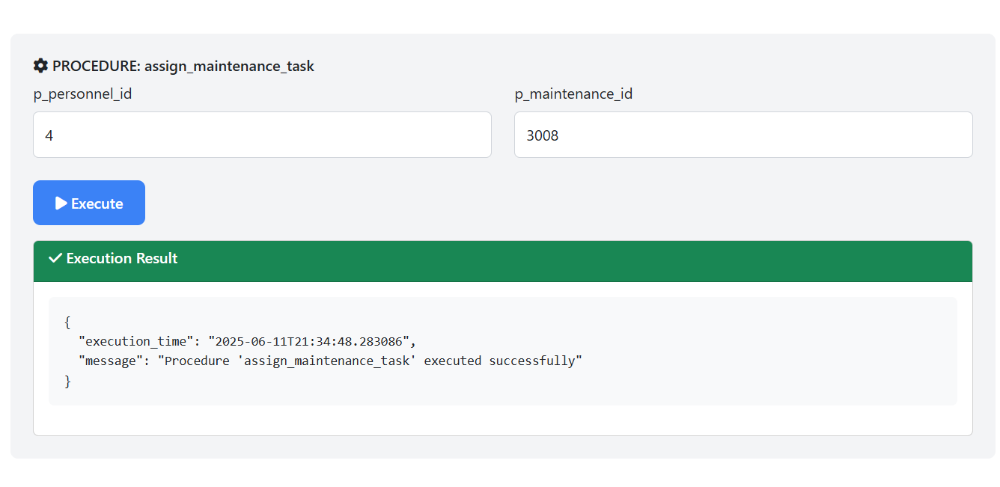 PROCEDURE: assign_maintenance_task
p_personnel_id
p_maintenance_id
4
3008
Execute
Execution Result
{
  "execution_time": "2025-06-11T21:34:48.283086",
  "message": "Procedure 'assign_maintenance_task' executed successfully"
}